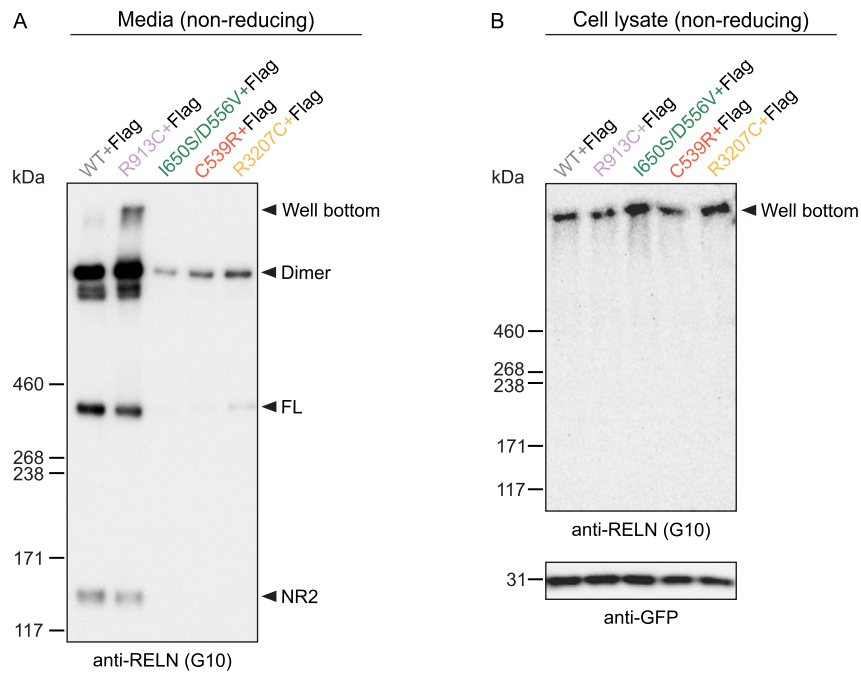 A
Media (non-reducing)
WT+Flag
R913C+Flag
I650S/D556V+Flag
C539R+Flag
R3207C+Flag
kDa
Well bottom
Dimer
460
FL
268
238
171
NR2
117
anti-RELN (G10)
B
Cell lysate (non-reducing)
WT+Flag
R913C+Flag
I650S/D556V+Flag
C539R+Flag
R3207C+Flag
kDa
Well bottom
460
268
238
171
117
anti-RELN (G10)
31
anti-GFP